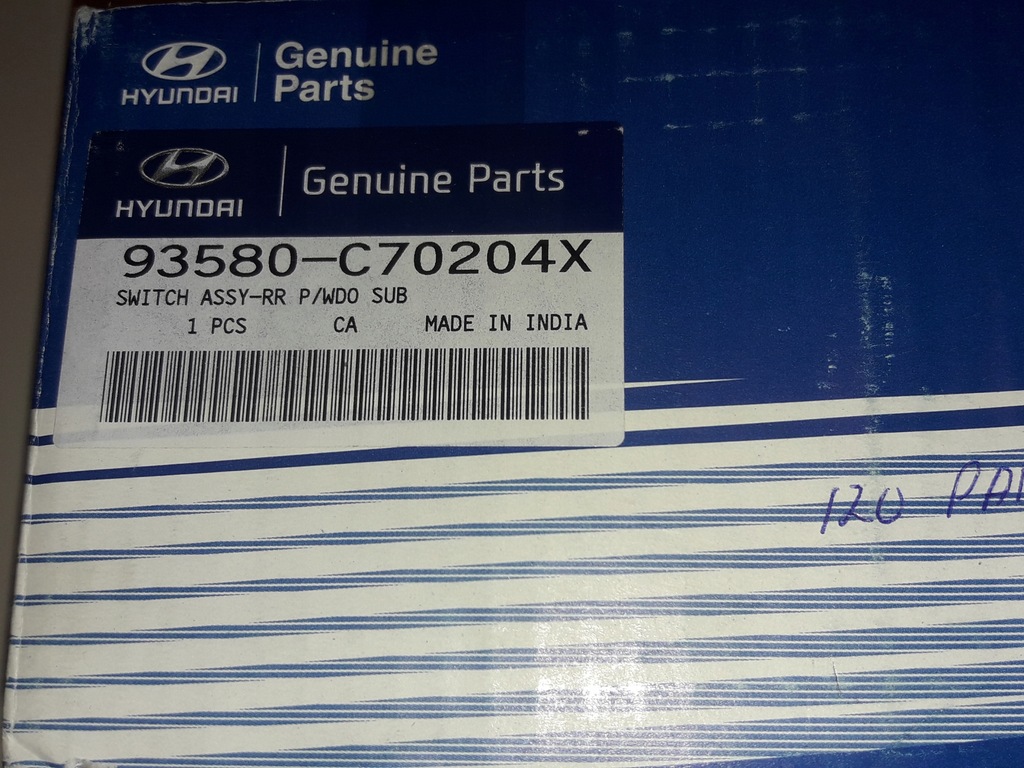 HYUNDAI
Genuine
Parts
HYUNDAI
Genuine Parts
93580-C70204X
SWITCH ASSY-RR P/WDO SUB
1 PCS CA MADE IN INDIA
120